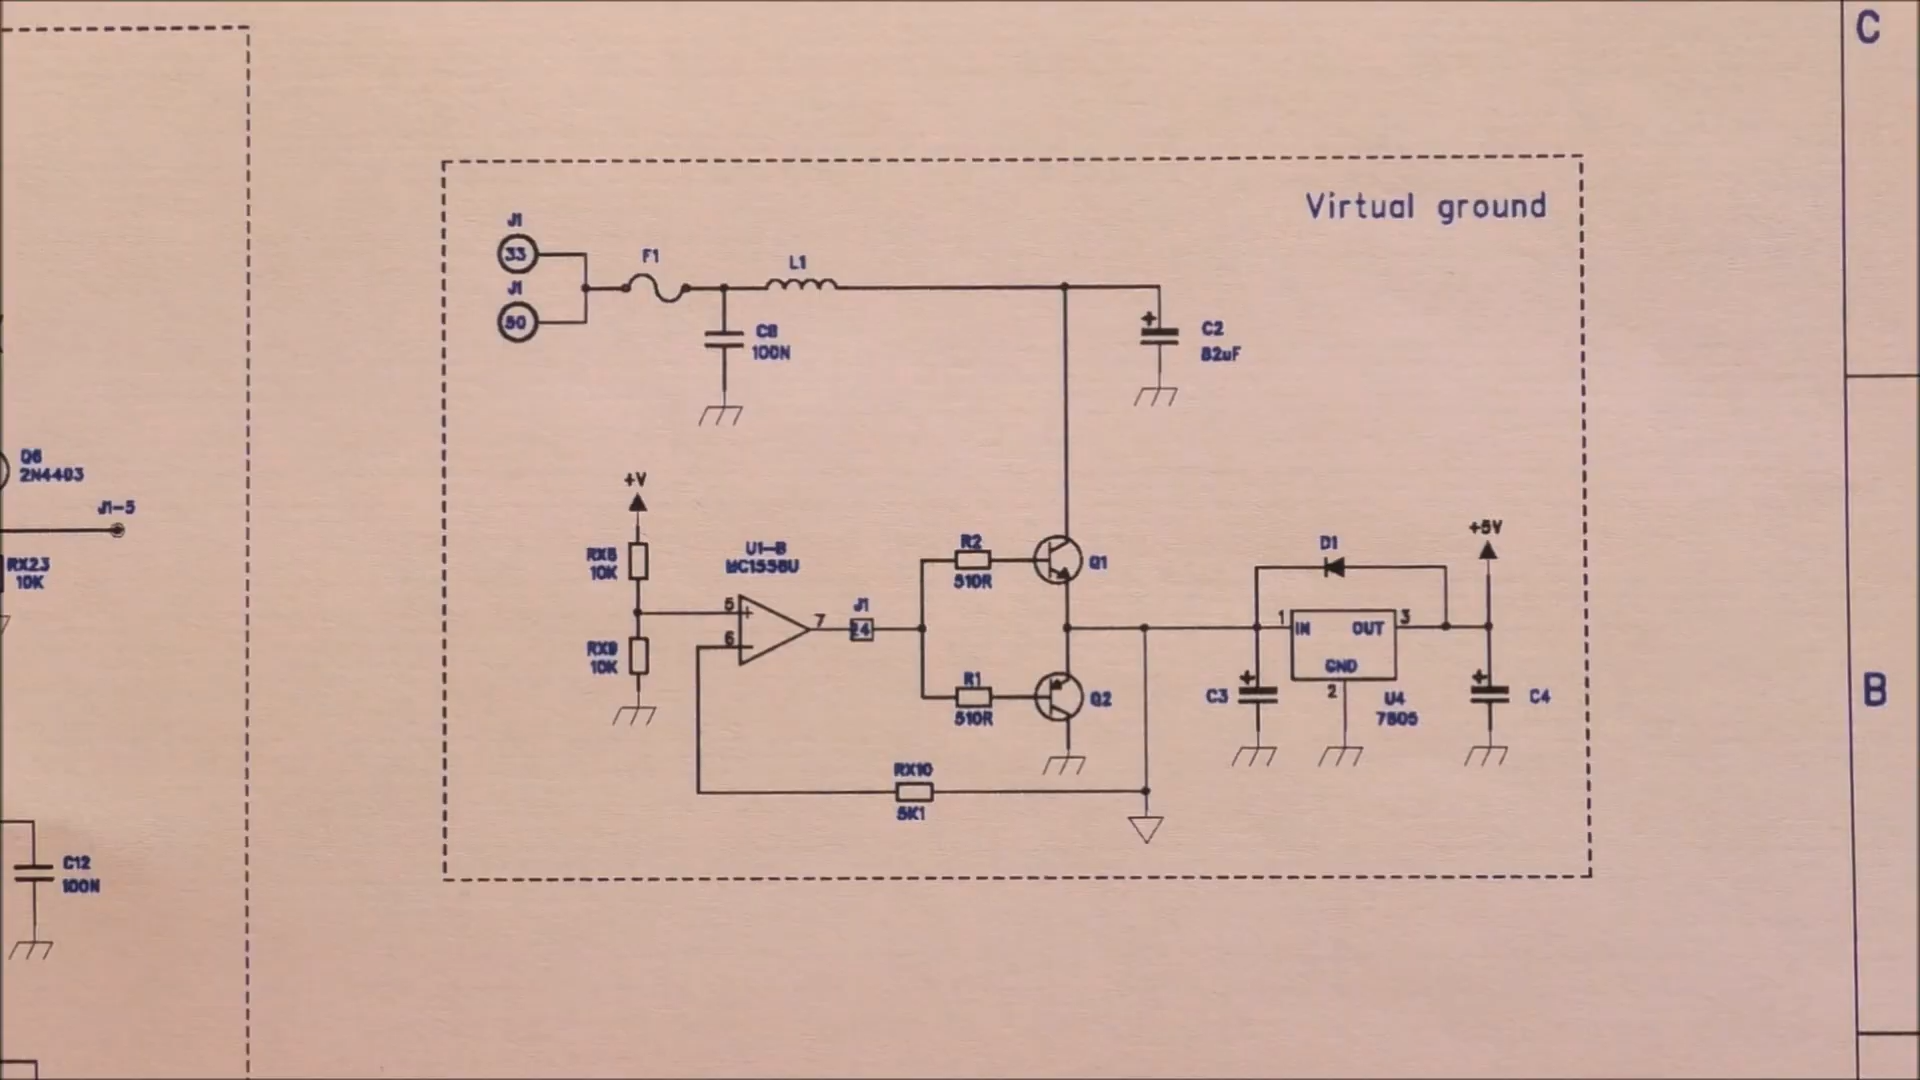 C
Virtual ground
J1
33
J1
50
F1
L1
C8
100N
+
C2
82uF
Q6
2N4403
J1-5
RX23
10K
+V
RX8
10K
RX9
10K
U1-B
MC1558U
5
+
6
-
7
J1
24
R2
510R
Q1
R1
510R
Q2
RX10
5K1
D1
+5V
1
IN
OUT
3
GND
2
U4
7805
+
C3
+
C4
B
C12
100N